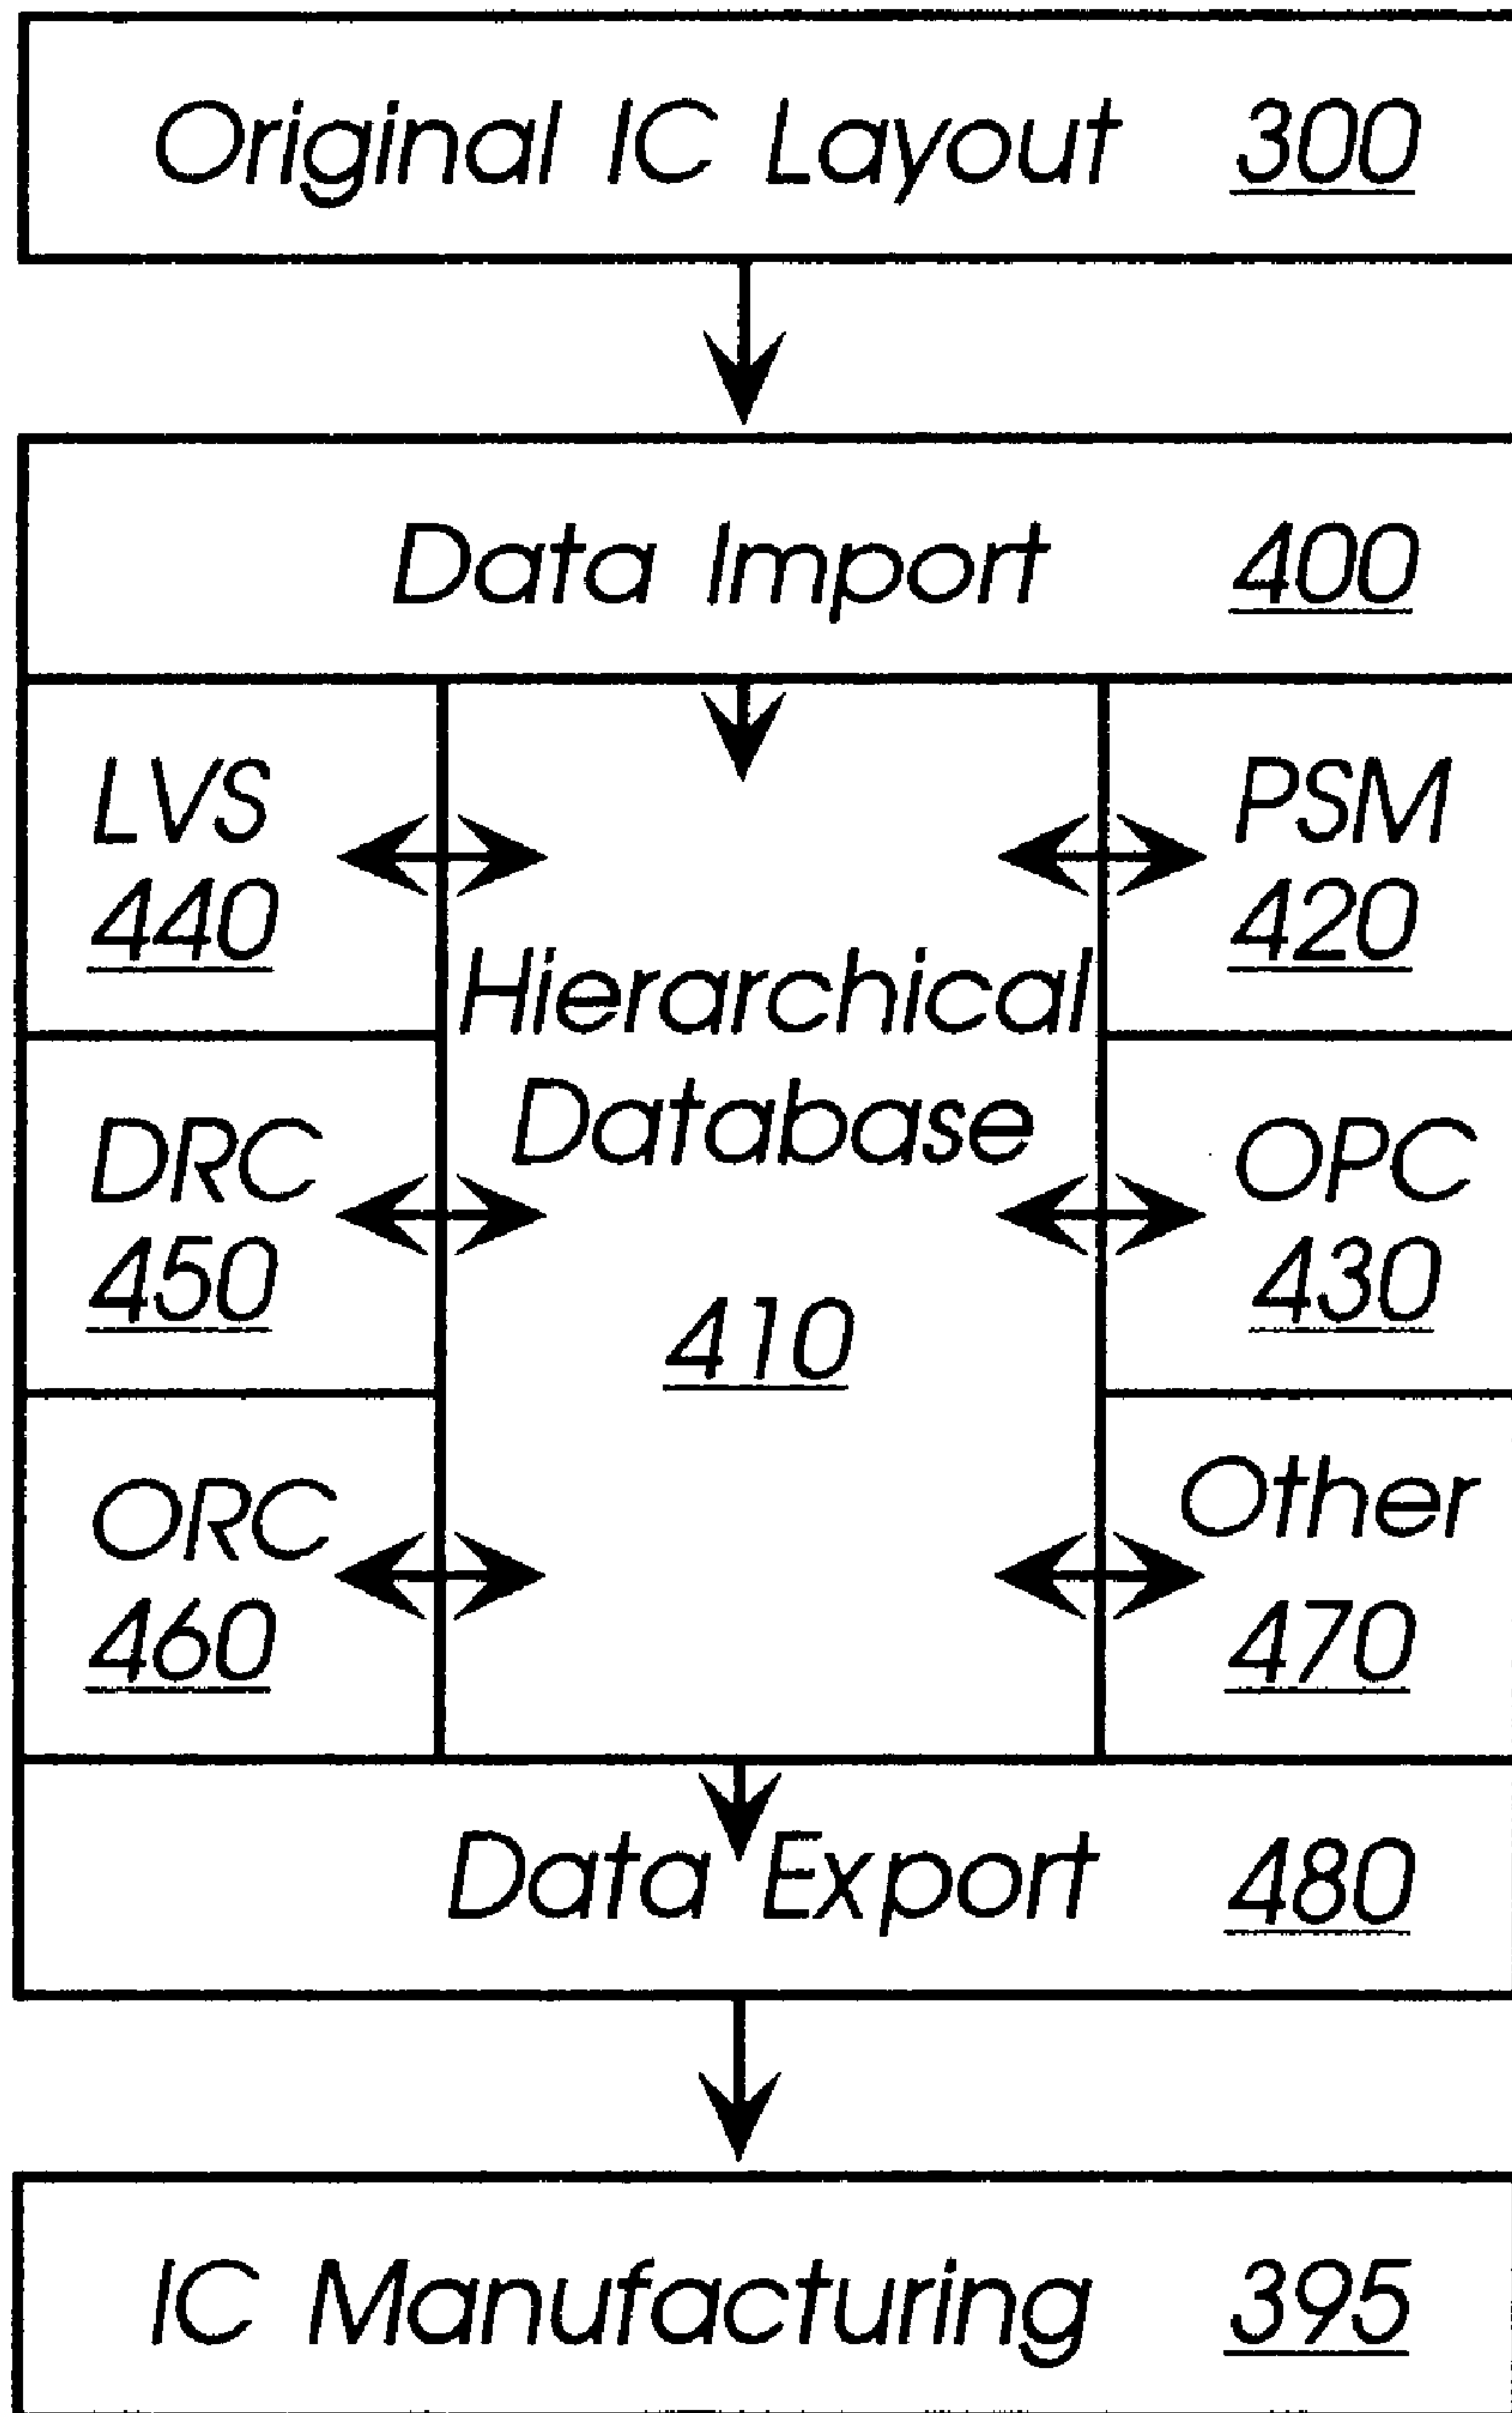 Original IC Layout 300
Data Import 400
LVS
440
PSM
420
Hierarchical
Database
410
DRC
450
OPC
430
ORC
460
Other
470
Data Export 480
IC Manufacturing 395